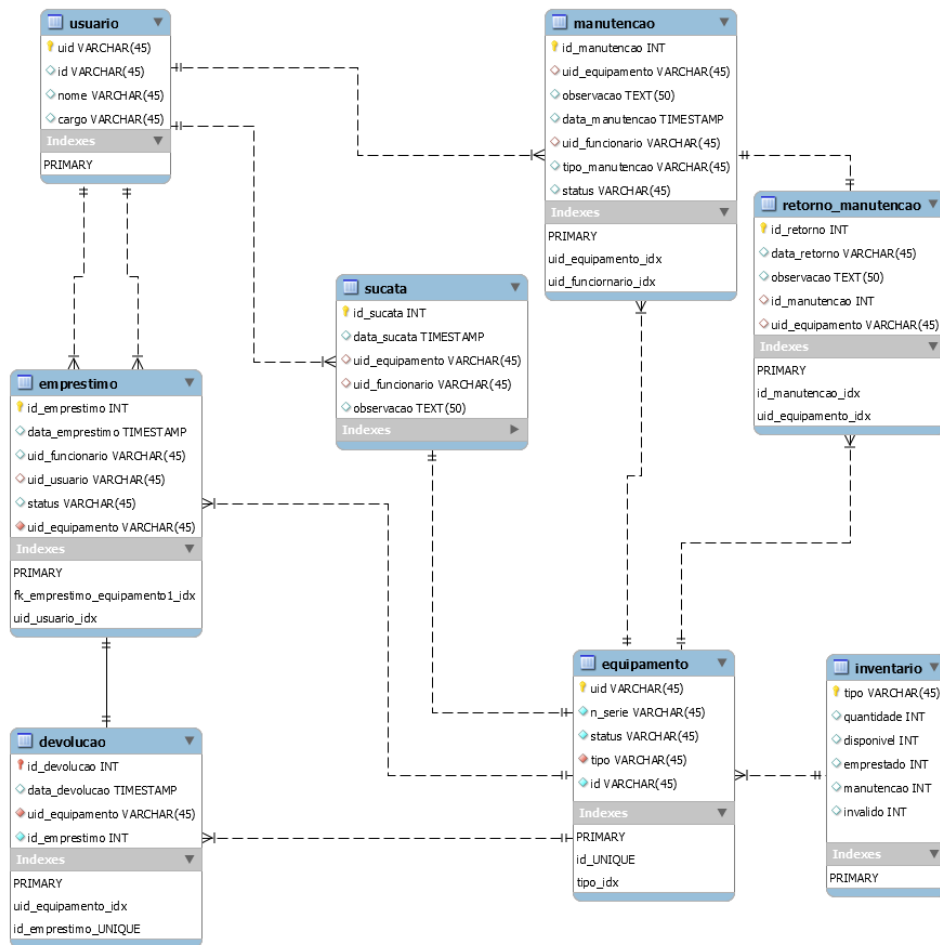 usuario
uid VARCHAR(45)
id VARCHAR(45)
nome VARCHAR(45)
cargo VARCHAR(45)
Indexes
PRIMARY
manutencao
id_manutencao INT
uid_equipamento VARCHAR(45)
observacao TEXT(50)
data_manutencao TIMESTAMP
uid_funcionario VARCHAR(45)
tipo_manutencao VARCHAR(45)
status VARCHAR(45)
Indexes
PRIMARY
uid_equipamento_idx
uid_funciornario_idx
retorno_manutencao
id_retorno INT
data_retorno VARCHAR(45)
observacao TEXT(50)
id_manutencao INT
uid_equipamento VARCHAR(45)
Indexes
PRIMARY
id_manutencao_idx
uid_equipamento_idx
sucata
id_sucata INT
data_sucata TIMESTAMP
uid_equipamento VARCHAR(45)
uid_funcionario VARCHAR(45)
observacao TEXT(50)
Indexes
emprestimo
id_emprestimo INT
data_emprestimo TIMESTAMP
uid_funcionario VARCHAR(45)
uid_usuario VARCHAR(45)
status VARCHAR(45)
uid_equipamento VARCHAR(45)
Indexes
PRIMARY
fk_emprestimo_equipamento1_idx
uid_usuario_idx
devolucao
id_devolucao INT
data_devolucao TIMESTAMP
uid_equipamento VARCHAR(45)
id_emprestimo INT
Indexes
PRIMARY
uid_equipamento_idx
id_emprestimo_UNIQUE
equipamento
uid VARCHAR(45)
n_serie VARCHAR(45)
status VARCHAR(45)
tipo VARCHAR(45)
id VARCHAR(45)
Indexes
PRIMARY
id_UNIQUE
tipo_idx
inventario
tipo VARCHAR(45)
quantidade INT
disponivel INT
emprestado INT
manutencao INT
invalido INT
Indexes
PRIMARY